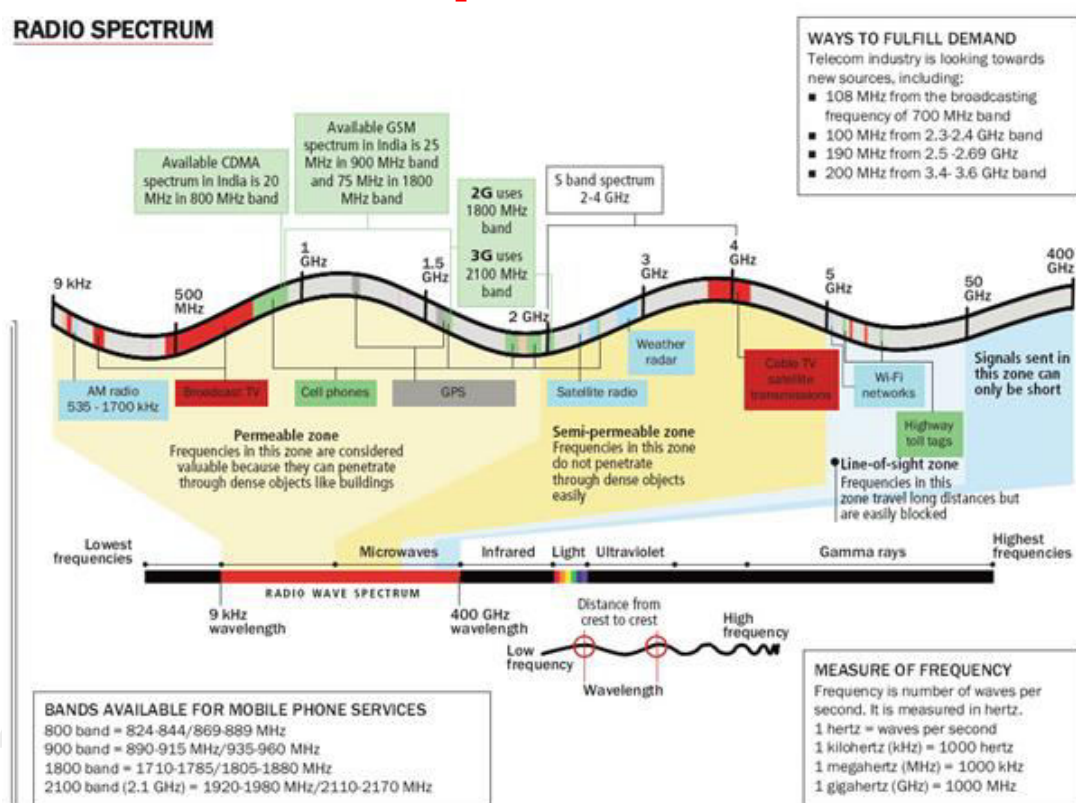 RADIO SPECTRUM
WAYS TO FULFILL DEMAND
Telecom industry is looking towards
new sources, including:
■ 108 MHz from the broadcasting
frequency of 700 MHz band
■ 100 MHz from 2.3-2.4 GHz band
■ 190 MHz from 2.5 -2.69 GHz
■ 200 MHz from 3.4- 3.6 GHz band
Available CDMA
spectrum in India is 20
MHz in 800 MHz band
Available GSM
spectrum in India is 25
MHz in 900 MHz band
and 75 MHz in 1800
MHz band
2G uses
1800 MHz
band
3G uses
2100 MHz
band
S band spectrum
2-4 GHz
9 kHz
500
MHz
1
GHz
1.5
GHz
2 GHz
3
GHz
4
GHz
5
GHz
50
GHz
400
GHz
AM radio
535 - 1700 kHz
Broadcast TV
Cell phones
GPS
Satellite radio
Weather
radar
Cable TV
satellite
transmissions
Wi-Fi
networks
Highway
toll tags
Signals sent in
this zone can
only be short
Permeable zone
Frequencies in this zone are considered
valuable because they can penetrate
through dense objects like buildings
Semi-permeable zone
Frequencies in this zone
do not penetrate
through dense objects
easily
Line-of-sight zone
Frequencies in this
zone travel long distances but
are easily blocked
Lowest
frequencies
Microwaves
Infrared
Light
Ultraviolet
Gamma rays
Highest
frequencies
RADIO WAVE SPECTRUM
9 kHz
wavelength
400 GHz
wavelength
Distance from
crest to crest
Low
frequency
High
frequency
Wavelength
BANDS AVAILABLE FOR MOBILE PHONE SERVICES
800 band = 824-844/869-889 MHz
900 band = 890-915 MHz/935-960 MHz
1800 band = 1710-1785/1805-1880 MHz
2100 band (2.1 GHz) = 1920-1980 MHz/2110-2170 MHz
MEASURE OF FREQUENCY
Frequency is number of waves per
second. It is measured in hertz.
1 hertz = waves per second
1 kilohertz (kHz) = 1000 hertz
1 megahertz (MHz) = 1000 kHz
1 gigahertz (GHz) = 1000 MHz